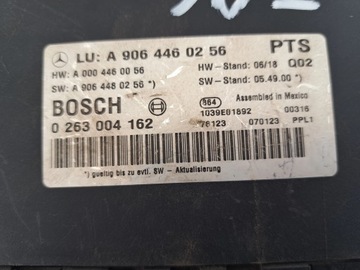 LU: A 906 446 02 56 PTS
HW: A 000 446 00 56 HW-Stand: 06/18 Q02
SW: A 906 448 02 56 *) SW-Stand: 05.49.00 *)
BOSCH 564 Assembled in Mexico
1039E01892 00316
0 263 004 162 76123 070123 PPL1
*) gueltig bis zu evtl. SW - Aktualisierung